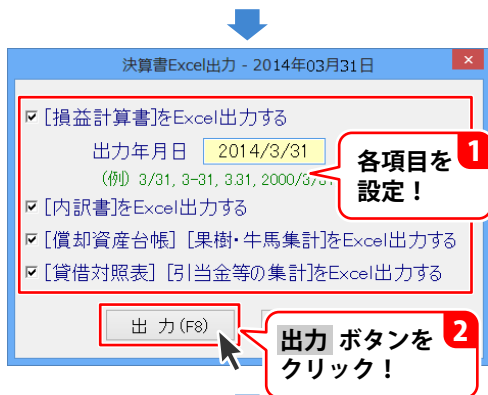 決算書Excel出力 - 2014年03月31日
×
[損益計算書]をExcel出力する
出力年月日 2014/3/31
(例) 3/31, 3-31, 3.31, 2000/3/31
1
各項目を
設定！
[内訳書]をExcel出力する
[償却資産台帳] [果樹・牛馬集計]をExcel出力する
[貸借対照表] [引当金等の集計]をExcel出力する
出 力(F8)
2
出力 ボタンを
クリック！